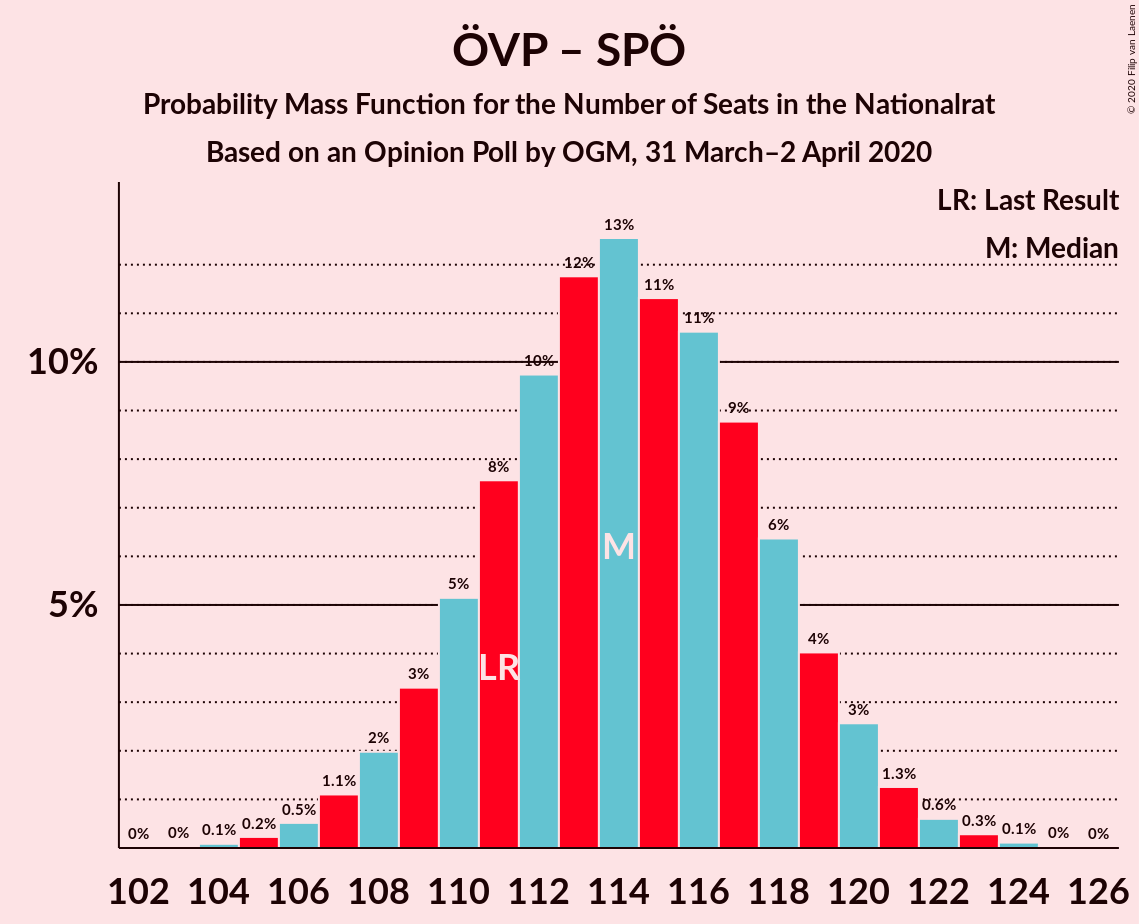 ÖVP – SPÖ
Probability Mass Function for the Number of Seats in the Nationalrat
Based on an Opinion Poll by OGM, 31 March–2 April 2020
© 2020 Filip van Laenen
LR: Last Result
M: Median
10%
5%
0% 0% 0.1% 0.2% 0.5% 1.1% 2% 3% 5% 8% 10% 12% 13% 11% 11% 9% 6% 4% 3% 1.3% 0.6% 0.3% 0.1% 0% 0%
M
LR
102 104 106 108 110 112 114 116 118 120 122 124 126